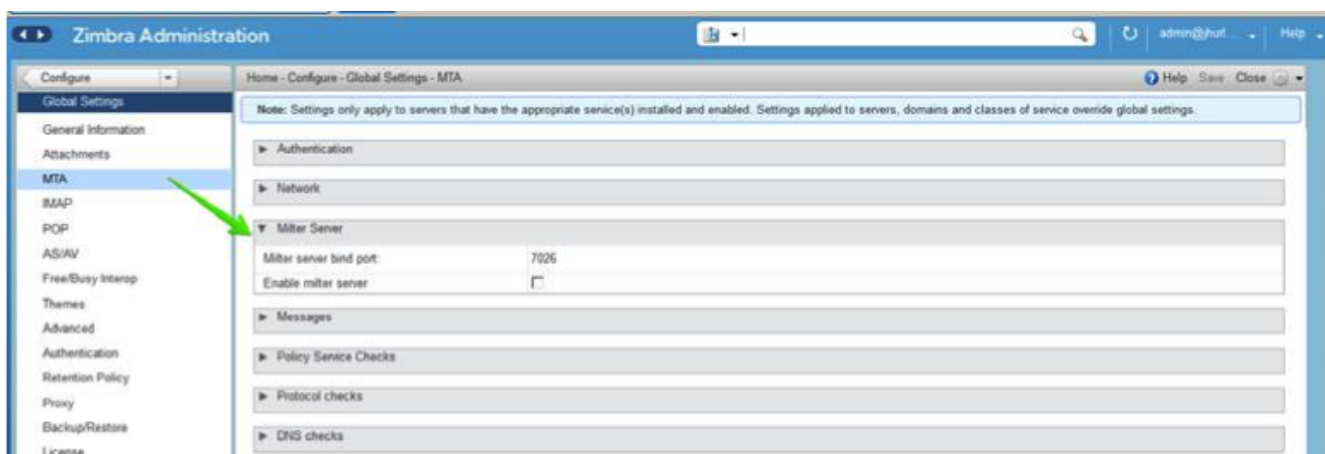 Zimbra Administration
admin@jhurl...
Help
Configure
Home - Configure - Global Settings - MTA
Help Save Close
Global Settings
Note: Settings only apply to servers that have the appropriate service(s) installed and enabled. Settings applied to servers, domains and classes of service override global settings.
General Information
Attachments
Authentication
MTA
Network
IMAP
POP
Milter Server
AS/AV
Milter server bind port:
7026
Free/Busy Interop
Enable milter server
Themes
Messages
Advanced
Authentication
Policy Service Checks
Retention Policy
Proxy
Protocol checks
Backup/Restore
DNS checks
License